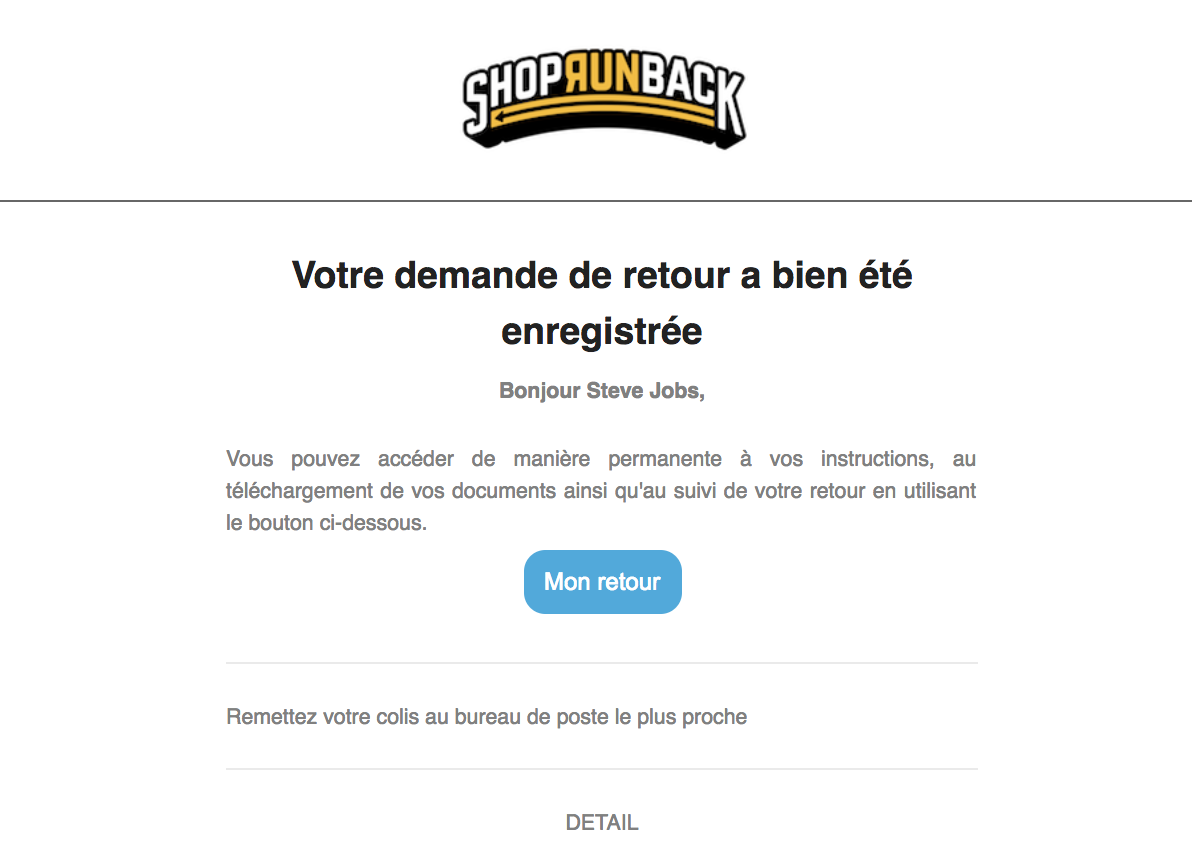 SHOPRUNBACK
Votre demande de retour a bien été
enregistrée
Bonjour Steve Jobs,
Vous pouvez accéder de manière permanente à vos instructions, au
téléchargement de vos documents ainsi qu'au suivi de votre retour en utilisant
le bouton ci-dessous.
Mon retour
Remettez votre colis au bureau de poste le plus proche
DETAIL